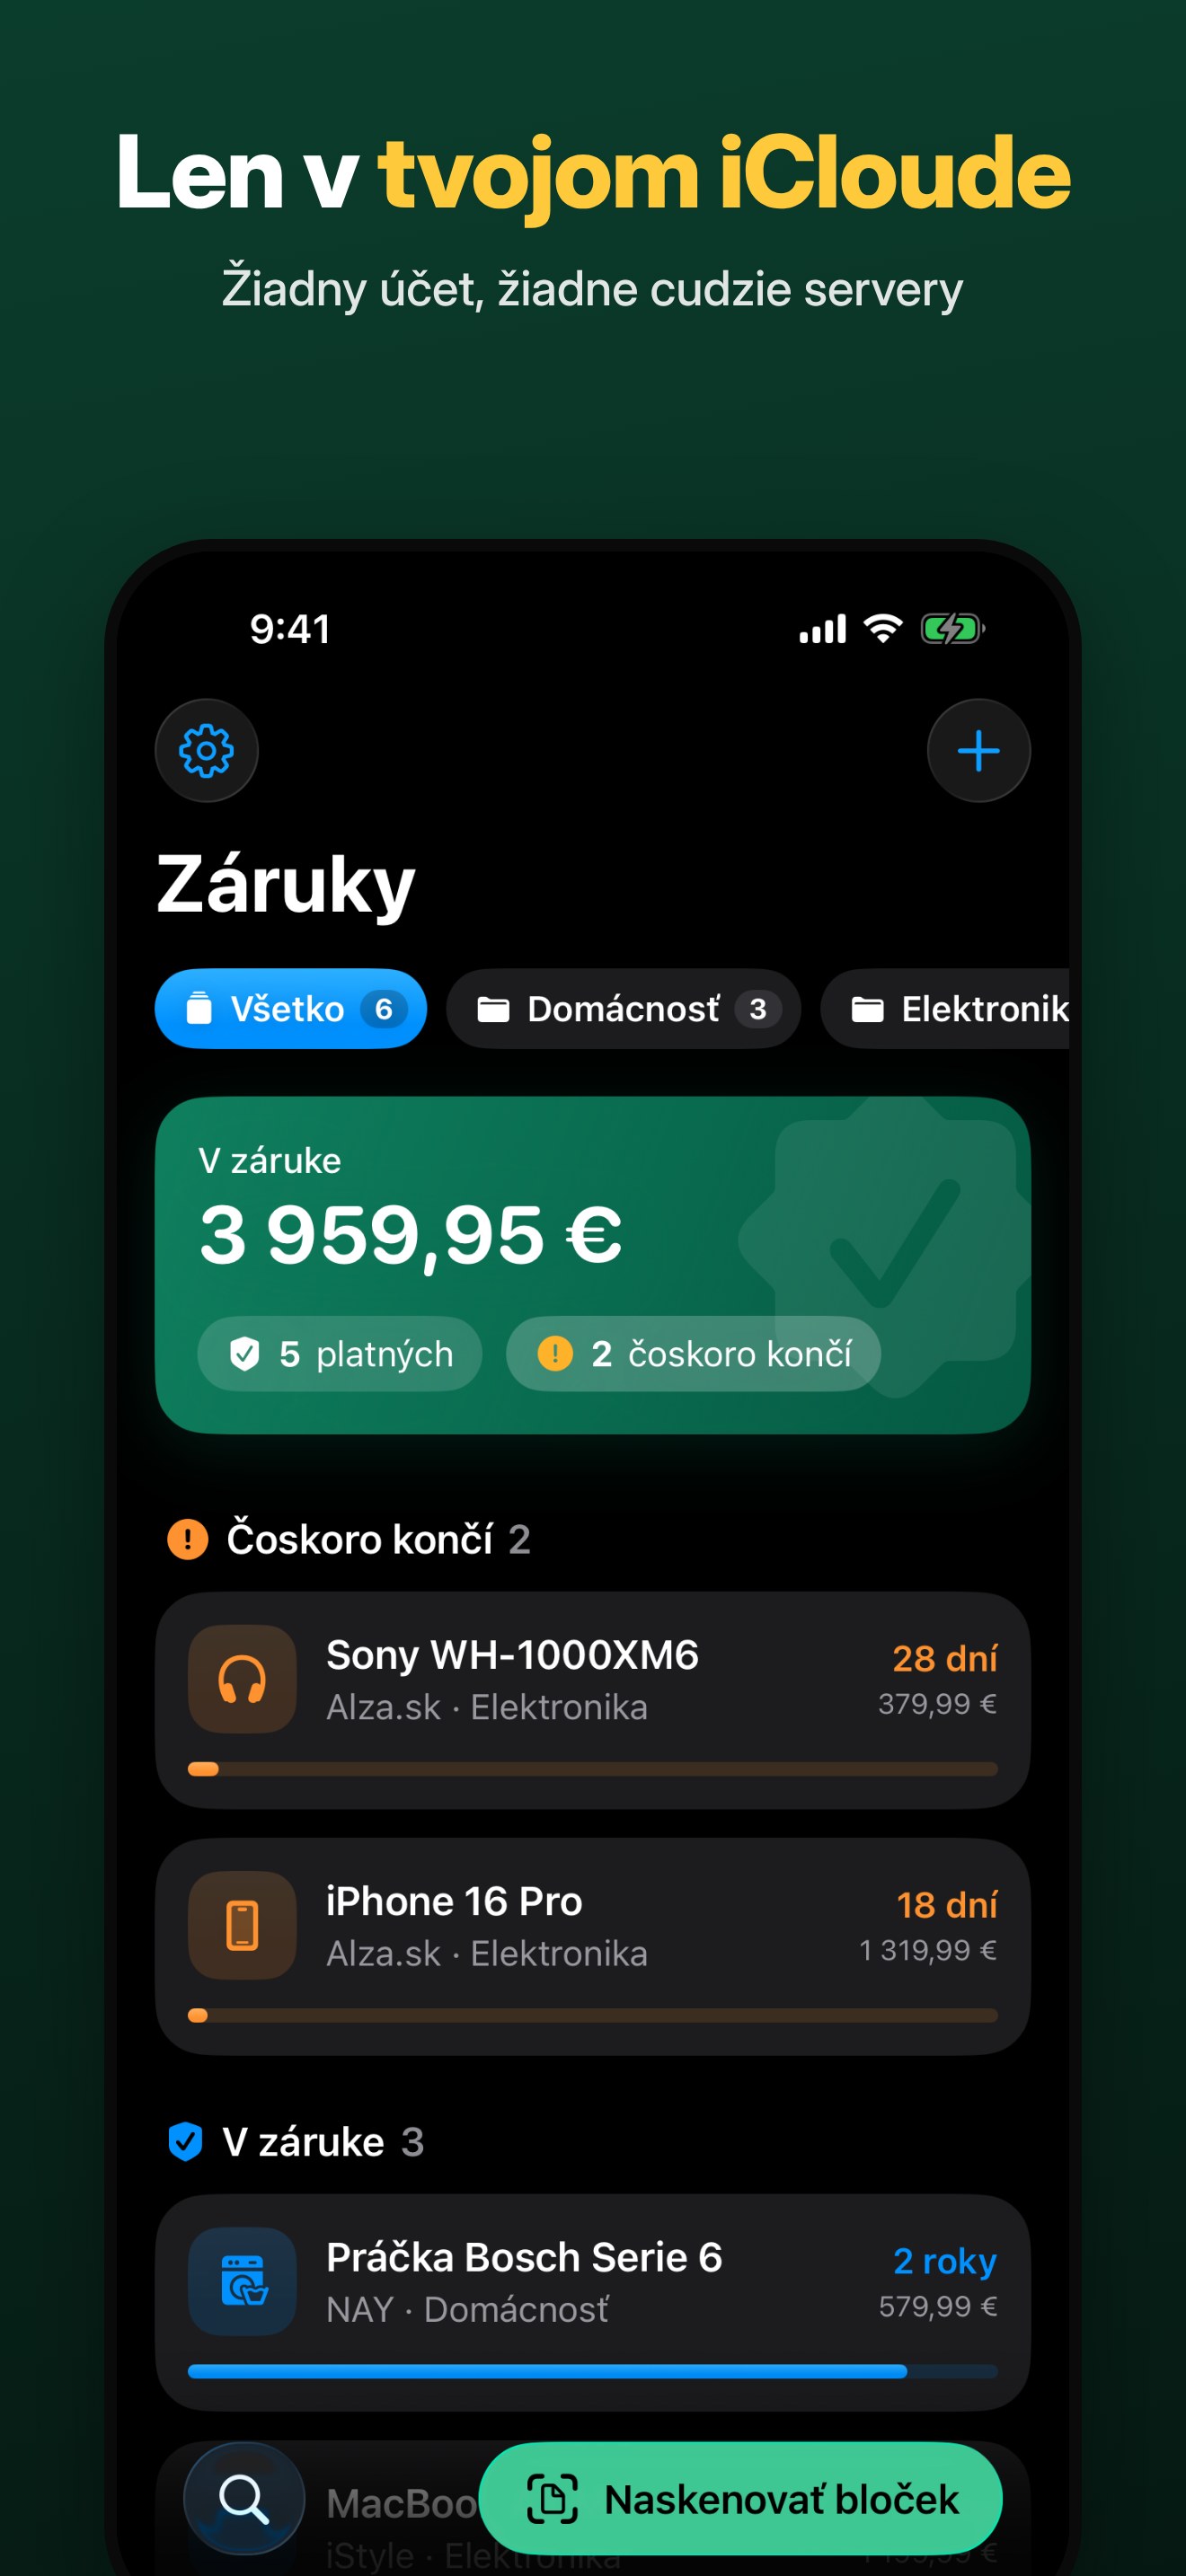 Len v tvojom iCloude
Žiadny účet, žiadne cudzie servery
9:41
Záruky
Všetko 6
Domácnosť 3
Elektronik
V záruke
3 959,95 €
5 platných
2 čoskoro končí
Čoskoro končí 2
Sony WH-1000XM6
28 dní
Alza.sk · Elektronika
379,99 €
iPhone 16 Pro
18 dní
Alza.sk · Elektronika
1 319,99 €
V záruke 3
Práčka Bosch Serie 6
2 roky
NAY · Domácnosť
579,99 €
MacBoo
Naskenovať bloček
iStyle · Elektronika